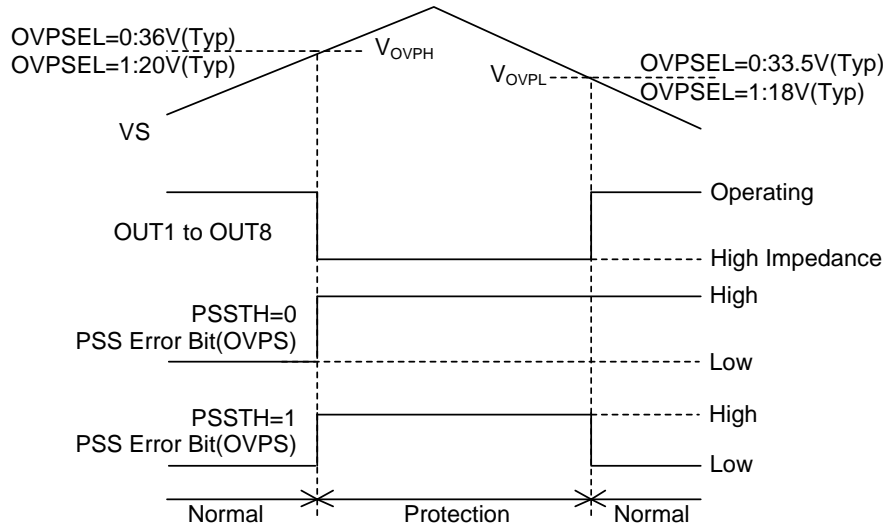 OVPSEL=0:36V(Typ)
OVPSEL=1:20V(Typ)
VOVPH
VOVPL
OVPSEL=0:33.5V(Typ)
OVPSEL=1:18V(Typ)
VS
OUT1 to OUT8
Operating
High Impedance
PSSTH=0
PSS Error Bit(OVPS)
High
Low
PSSTH=1
PSS Error Bit(OVPS)
High
Low
Normal
Protection
Normal